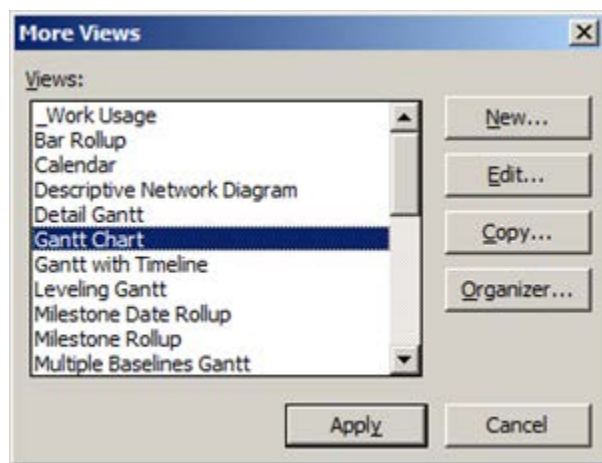 More Views
Views:
_Work Usage
Bar Rollup
Calendar
Descriptive Network Diagram
Detail Gantt
Gantt Chart
Gantt with Timeline
Leveling Gantt
Milestone Date Rollup
Milestone Rollup
Multiple Baselines Gantt
New...
Edit...
Copy...
Organizer...
Apply
Cancel